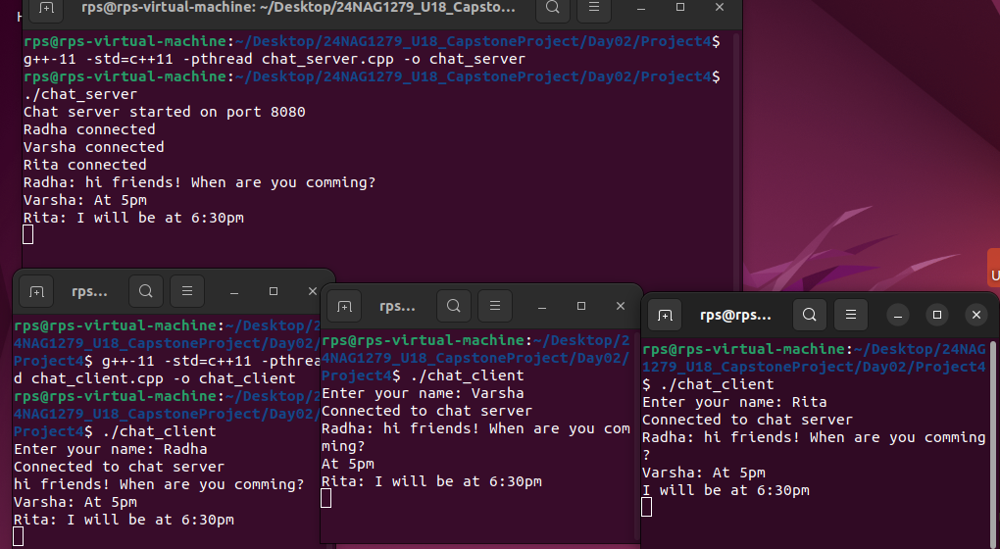 H
rps@rps-virtual-machine: ~/Desktop/24NAG1279_U18_Capsto...
rps@rps-virtual-machine:~/Desktop/24NAG1279_U18_CapstoneProject/Day02/Project4$
g++-11 -std=c++11 -pthread chat_server.cpp -o chat_server
rps@rps-virtual-machine:~/Desktop/24NAG1279_U18_CapstoneProject/Day02/Project4$
./chat_server
Chat server started on port 8080
Radha connected
Varsha connected
Rita connected
Radha: hi friends! When are you comming?
Varsha: At 5pm
Rita: I will be at 6:30pm
U
rps...
rps@rps-virtual-machine:~/Desktop/2
4NAG1279_U18_CapstoneProject/Day02/
Project4$ g++-11 -std=c++11 -pthrea
d chat_client.cpp -o chat_client
rps@rps-virtual-machine:~/Desktop/2
4NAG1279_U18_CapstoneProject/Day02/
Project4$ ./chat_client
Enter your name: Radha
Connected to chat server
hi friends! When are you comming?
Varsha: At 5pm
Rita: I will be at 6:30pm
rps...
rps@rps-virtual-machine:~/Desktop/2
4NAG1279_U18_CapstoneProject/Day02/
Project4$ ./chat_client
Enter your name: Varsha
Connected to chat server
Radha: hi friends! When are you com
ming?
At 5pm
Rita: I will be at 6:30pm
rps@rps...
rps@rps-virtual-machine:~/Desktop/24NAG
1279_U18_CapstoneProject/Day02/Project4
$ ./chat_client
Enter your name: Rita
Connected to chat server
Radha: hi friends! When are you comming
?
Varsha: At 5pm
I will be at 6:30pm